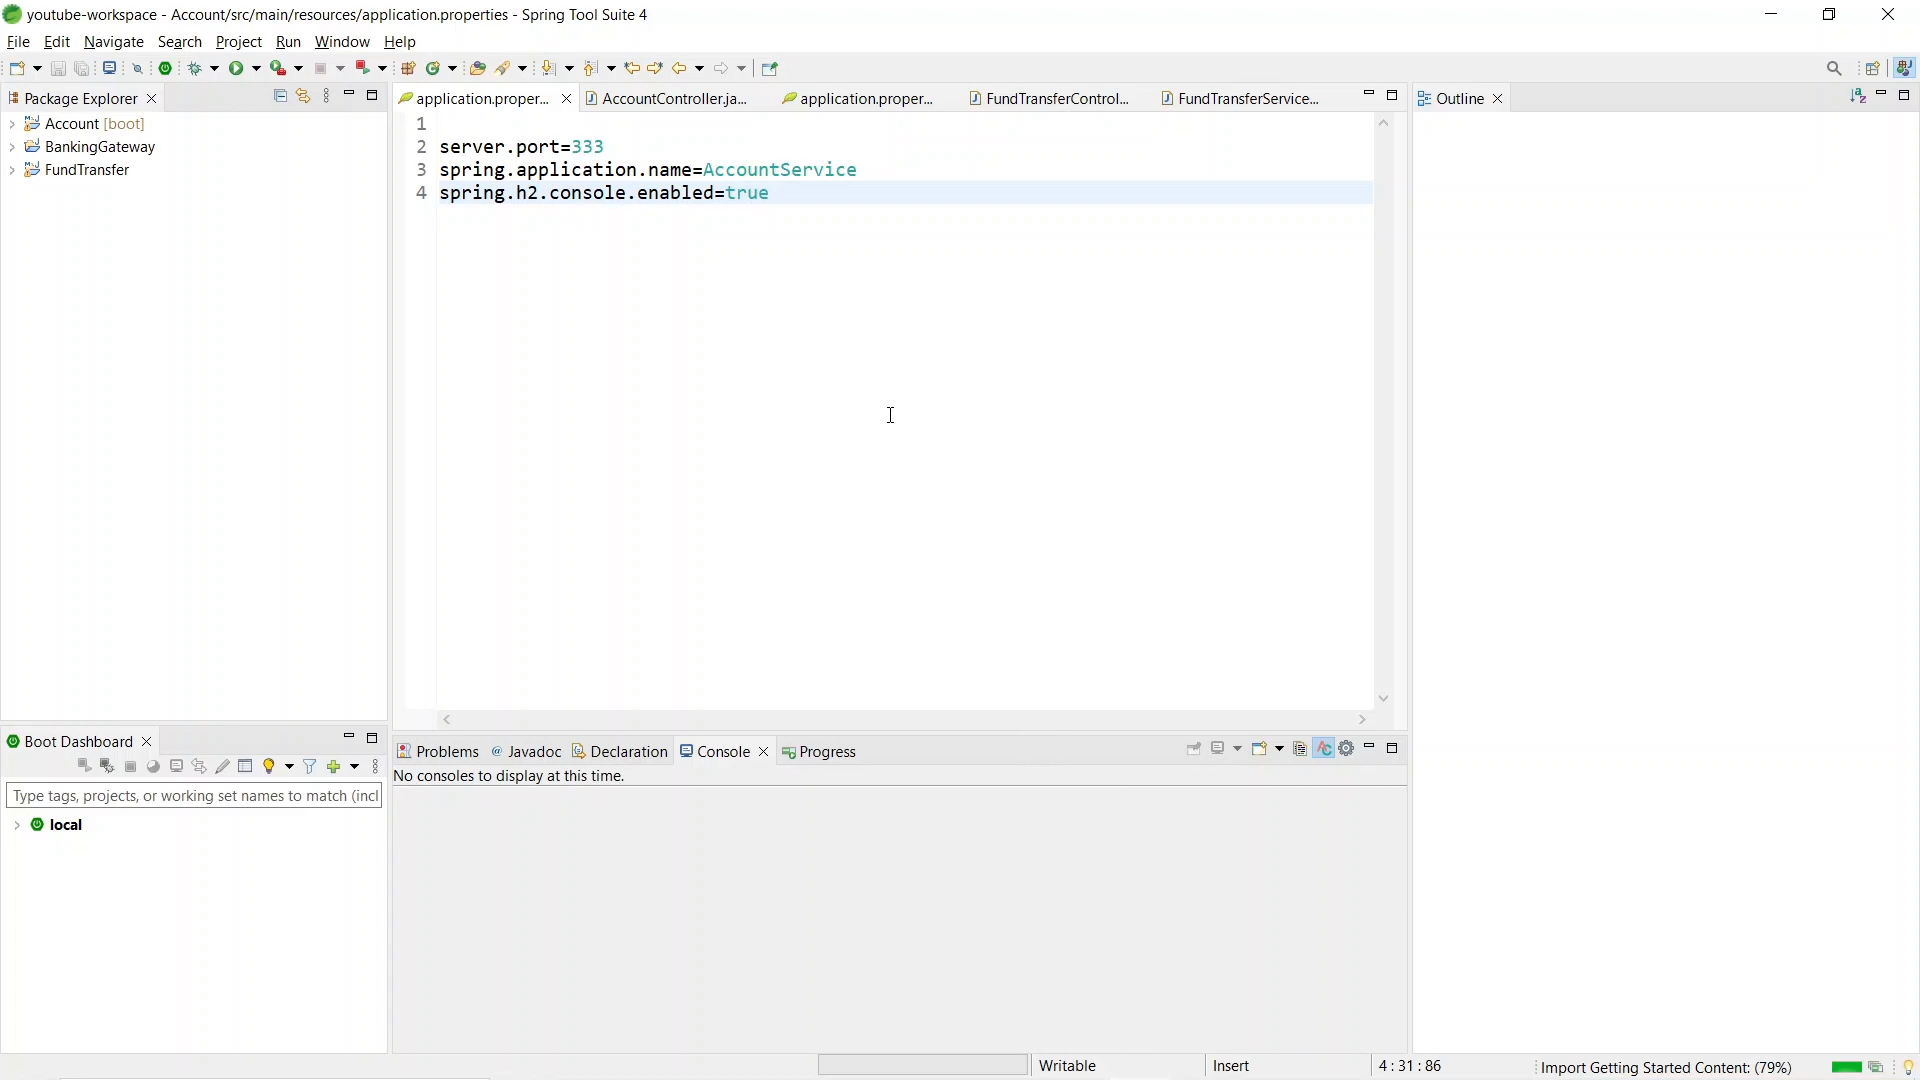 youtube-workspace - Account/src/main/resources/application.properties - Spring Tool Suite 4
File Edit Navigate Search Project Run Window Help
Package Explorer
application.proper... AccountController.ja... application.proper... FundTransferControl... FundTransferService...
Outline
Account [boot]
BankingGateway
FundTransfer
1
2 server.port=333
3 spring.application.name=AccountService
4 spring.h2.console.enabled=true
Boot Dashboard
Type tags, projects, or working set names to match (incl
local
Problems Javadoc Declaration Console Progress
No consoles to display at this time.
Writable Insert 4 : 31 : 86 Import Getting Started Content: (79%)